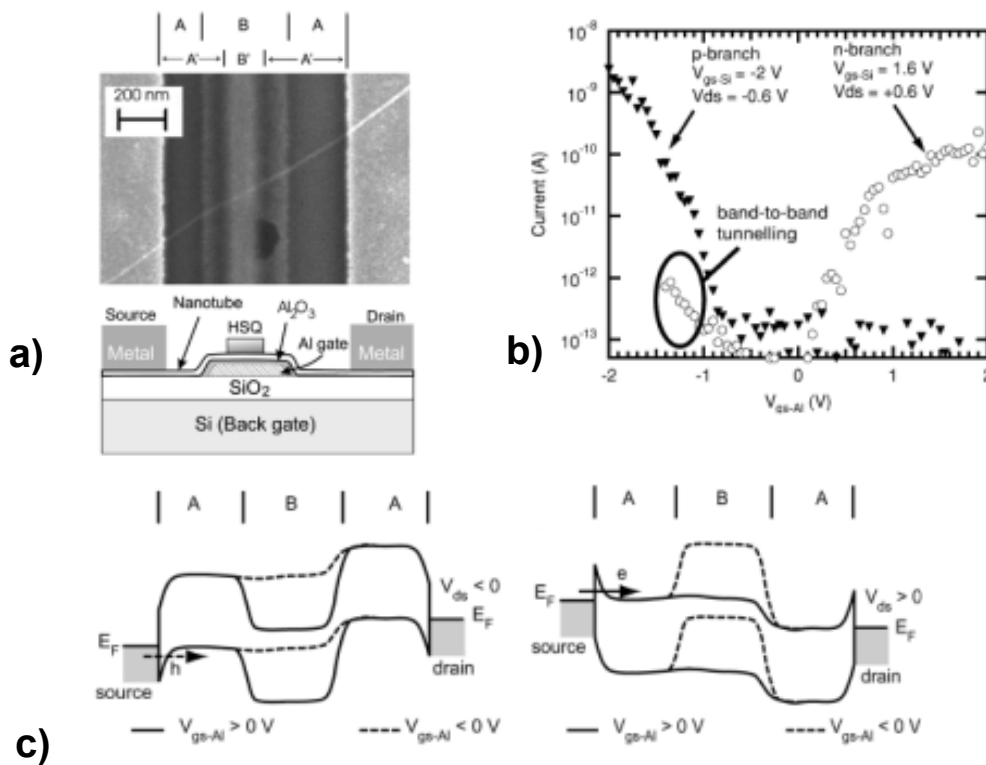 a)
A B A
A' B' A'
200 nm
Nanotube
Al2O3
Source
HSQ
Al gate
Drain
Metal
Metal
SiO2
Si (Back gate)
b)
p-branch
Vgs-Si = -2 V
Vds = -0.6 V
n-branch
Vgs-Si = 1.6 V
Vds = +0.6 V
band-to-band
tunnelling
Current (A)
10-8
10-9
10-10
10-11
10-12
10-13
-2 -1 0 1 2
Vgs-Al (V)
c)
A B A
Vds < 0
EF
EF
h
source
drain
Vgs-Al > 0 V
Vgs-Al < 0 V
A B A
e
Vds > 0
EF
EF
source
drain
Vgs-Al > 0 V
Vgs-Al < 0 V